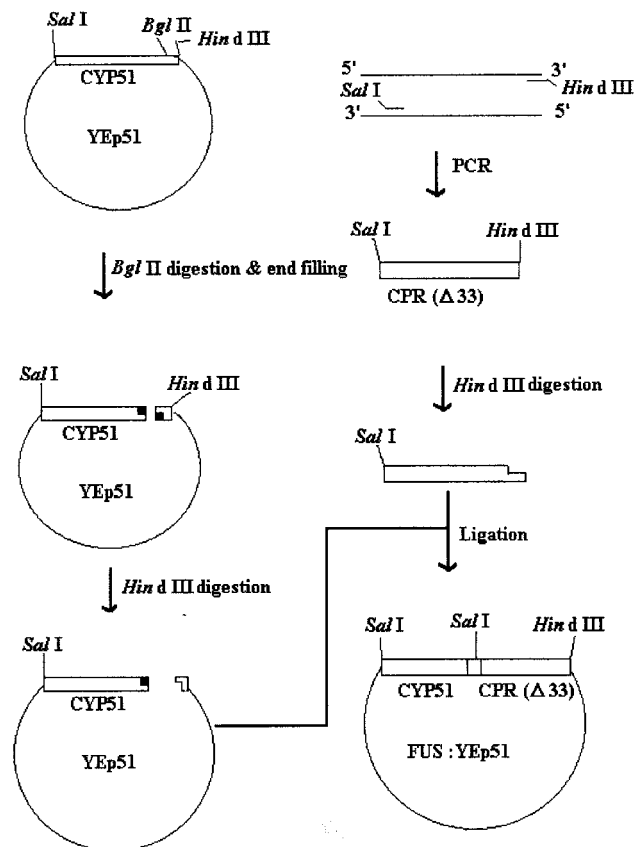 Sal I
Bgl II
Hin d III
CYP51
YEp51
Bgl II digestion & end filling
Sal I
Hin d III
CYP51
YEp51
Hin d III digestion
Sal I
CYP51
YEp51
5'
3'
Sal I
Hin d III
3'
5'
PCR
Sal I
Hin d III
CPR (Δ33)
Hin d III digestion
Sal I
Ligation
Sal I
Sal I
Hin d III
CYP51
CPR (Δ33)
FUS : YEp51